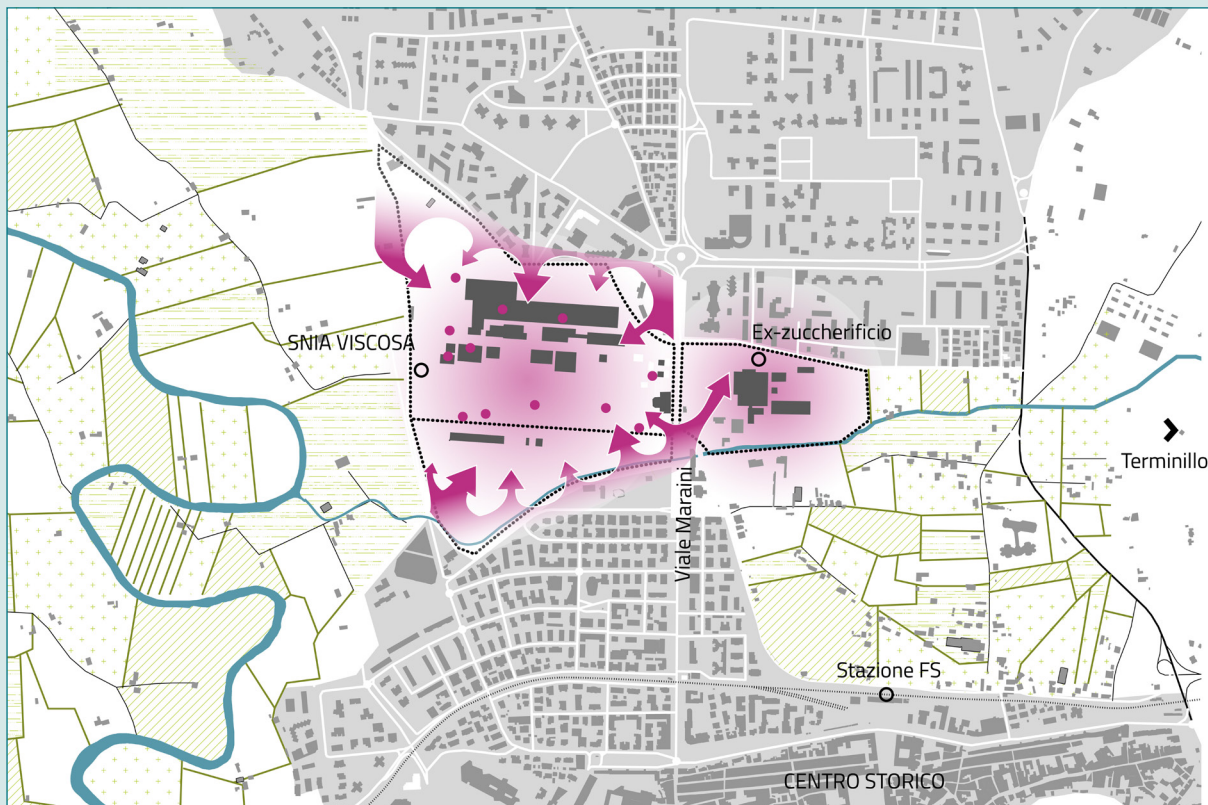 SNIA VISCOSA
Ex-zuccherificio
Terminillo
Viale Maraini
Stazione FS
CENTRO STORICO